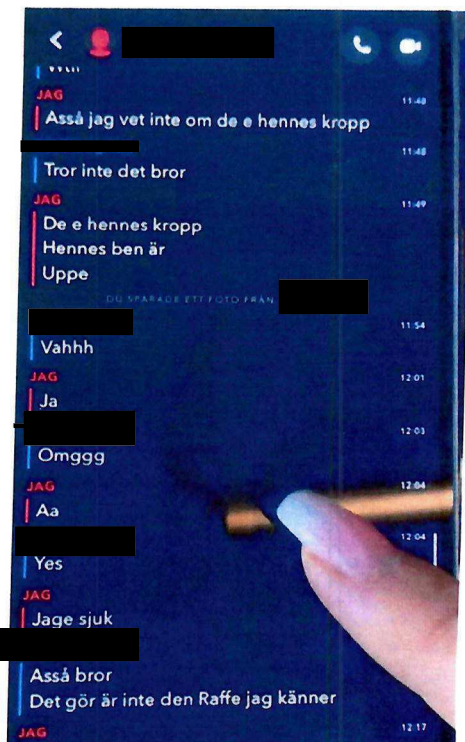 JAG
11:48
Asså jag vet inte om de e hennes kropp
11:48
Tror inte det bror
JAG
11:49
De e hennes kropp
Hennes ben är
Uppe
DU SPARADE ETT FOTO FRÅN
11:54
Vahhh
JAG
12:01
Ja
12:03
Omggg
JAG
12:04
Aa
12:04
Yes
JAG
Jage sjuk
Asså bror
Det gör är inte den Raffe jag känner
JAG
12:17